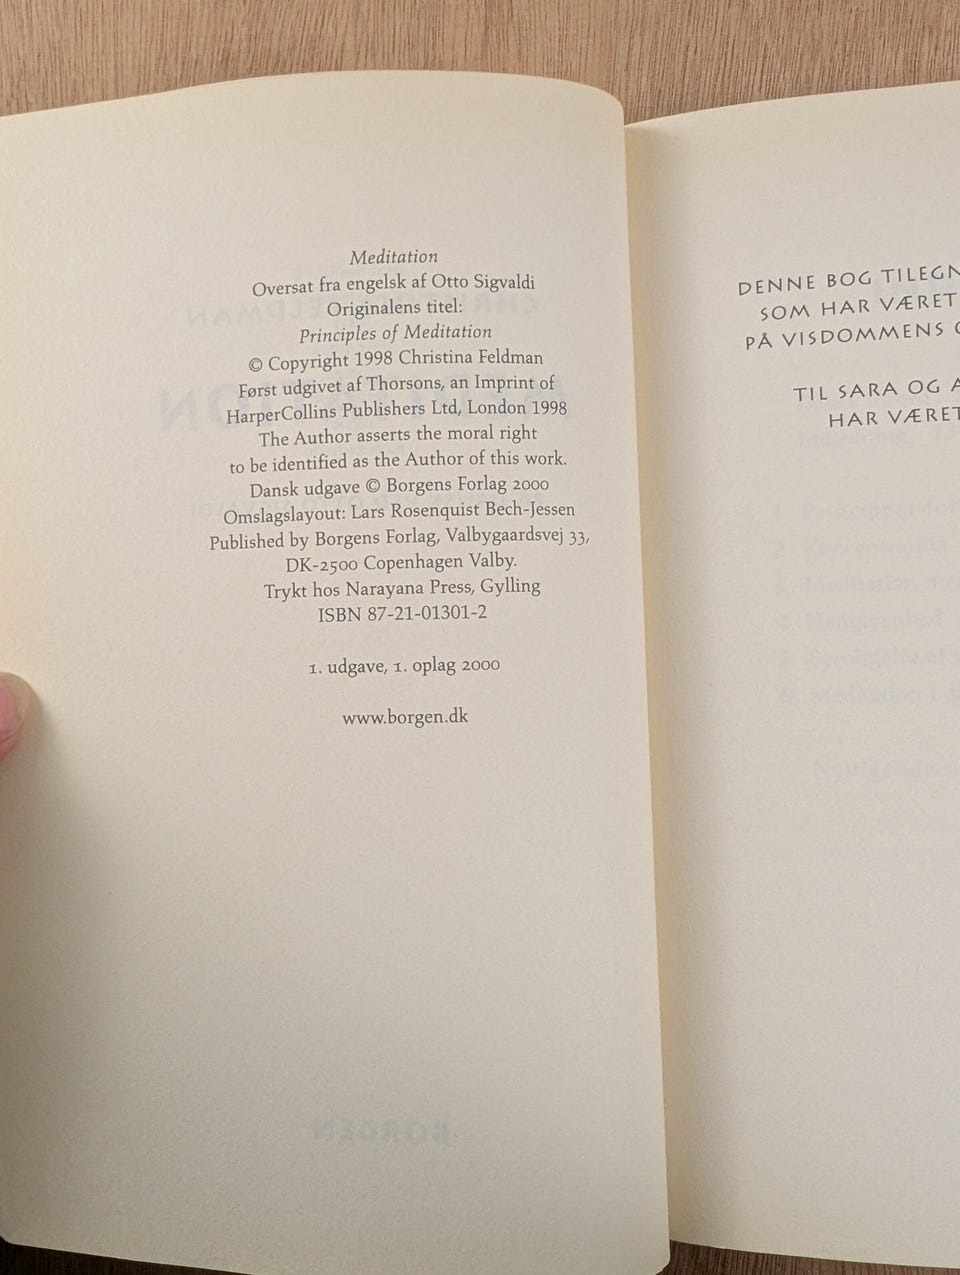 Meditation
Oversat fra engelsk af Otto Sigvaldi
Originalens titel:
Principles of Meditation
© Copyright 1998 Christina Feldman
Først udgivet af Thorsons, an Imprint of
HarperCollins Publishers Ltd, London 1998
The Author asserts the moral right
to be identified as the Author of this work.
Dansk udgave © Borgens Forlag 2000
Omslagslayout: Lars Rosenquist Bech-Jessen
Published by Borgens Forlag, Valbygaardsvej 33,
DK-2500 Copenhagen Valby.
Trykt hos Narayana Press, Gylling
ISBN 87-21-01301-2
1. udgave, 1. oplag 2000
www.borgen.dk
BORGEN
DENNE BOG
SOM HAR VÆRET
PÅ VISDOMMENS
TIL SARA OG
HAR VÆRET